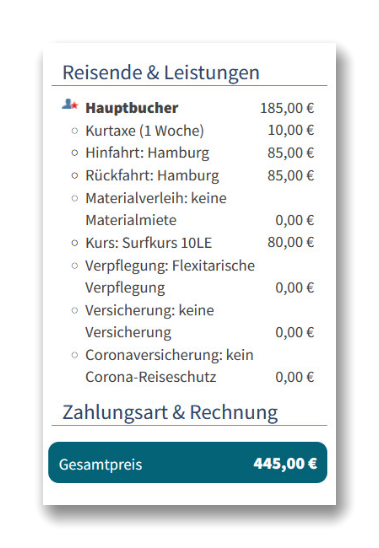 Reisende & Leistungen
Hauptbucher 185,00 €
Kurtaxe (1 Woche) 10,00 €
Hinfahrt: Hamburg 85,00 €
Rückfahrt: Hamburg 85,00 €
Materialverleih: keine
Materialmiete 0,00 €
Kurs: Surfkurs 10LE 80,00 €
Verpflegung: Flexitarische
Verpflegung 0,00 €
Versicherung: keine
Versicherung 0,00 €
Coronaversicherung: kein
Corona-Reiseschutz 0,00 €
Zahlungsart & Rechnung
Gesamtpreis 445,00 €